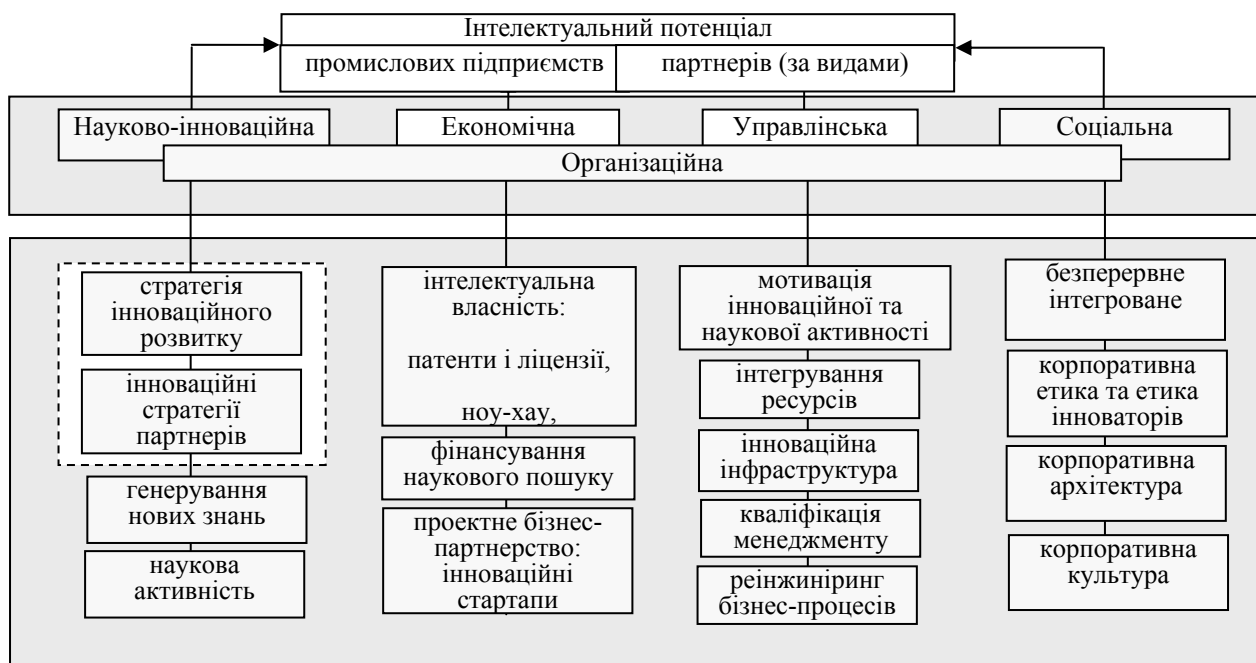 Інтелектуальний потенціал
промислових підприємств
партнерів (за видами)
Науково-інноваційна
Економічна
Управлінська
Соціальна
Організаційна
стратегія
інноваційного
розвитку
інноваційні
стратегії
партнерів
генерування
нових знань
наукова
активність
інтелектуальна
власність:
патенти і ліцензії,
ноу-хау,
фінансування
наукового пошуку
проектне бізнес-
партнерство:
інноваційні
стартапи
мотивація
інноваційної та
наукової активності
інтегрування
ресурсів
інноваційна
інфраструктура
кваліфікація
менеджменту
реінжиніринг
бізнес-процесів
безперервне
інтегроване
корпоративна
етика та етика
інноваторів
корпоративна
архітектура
корпоративна
культура